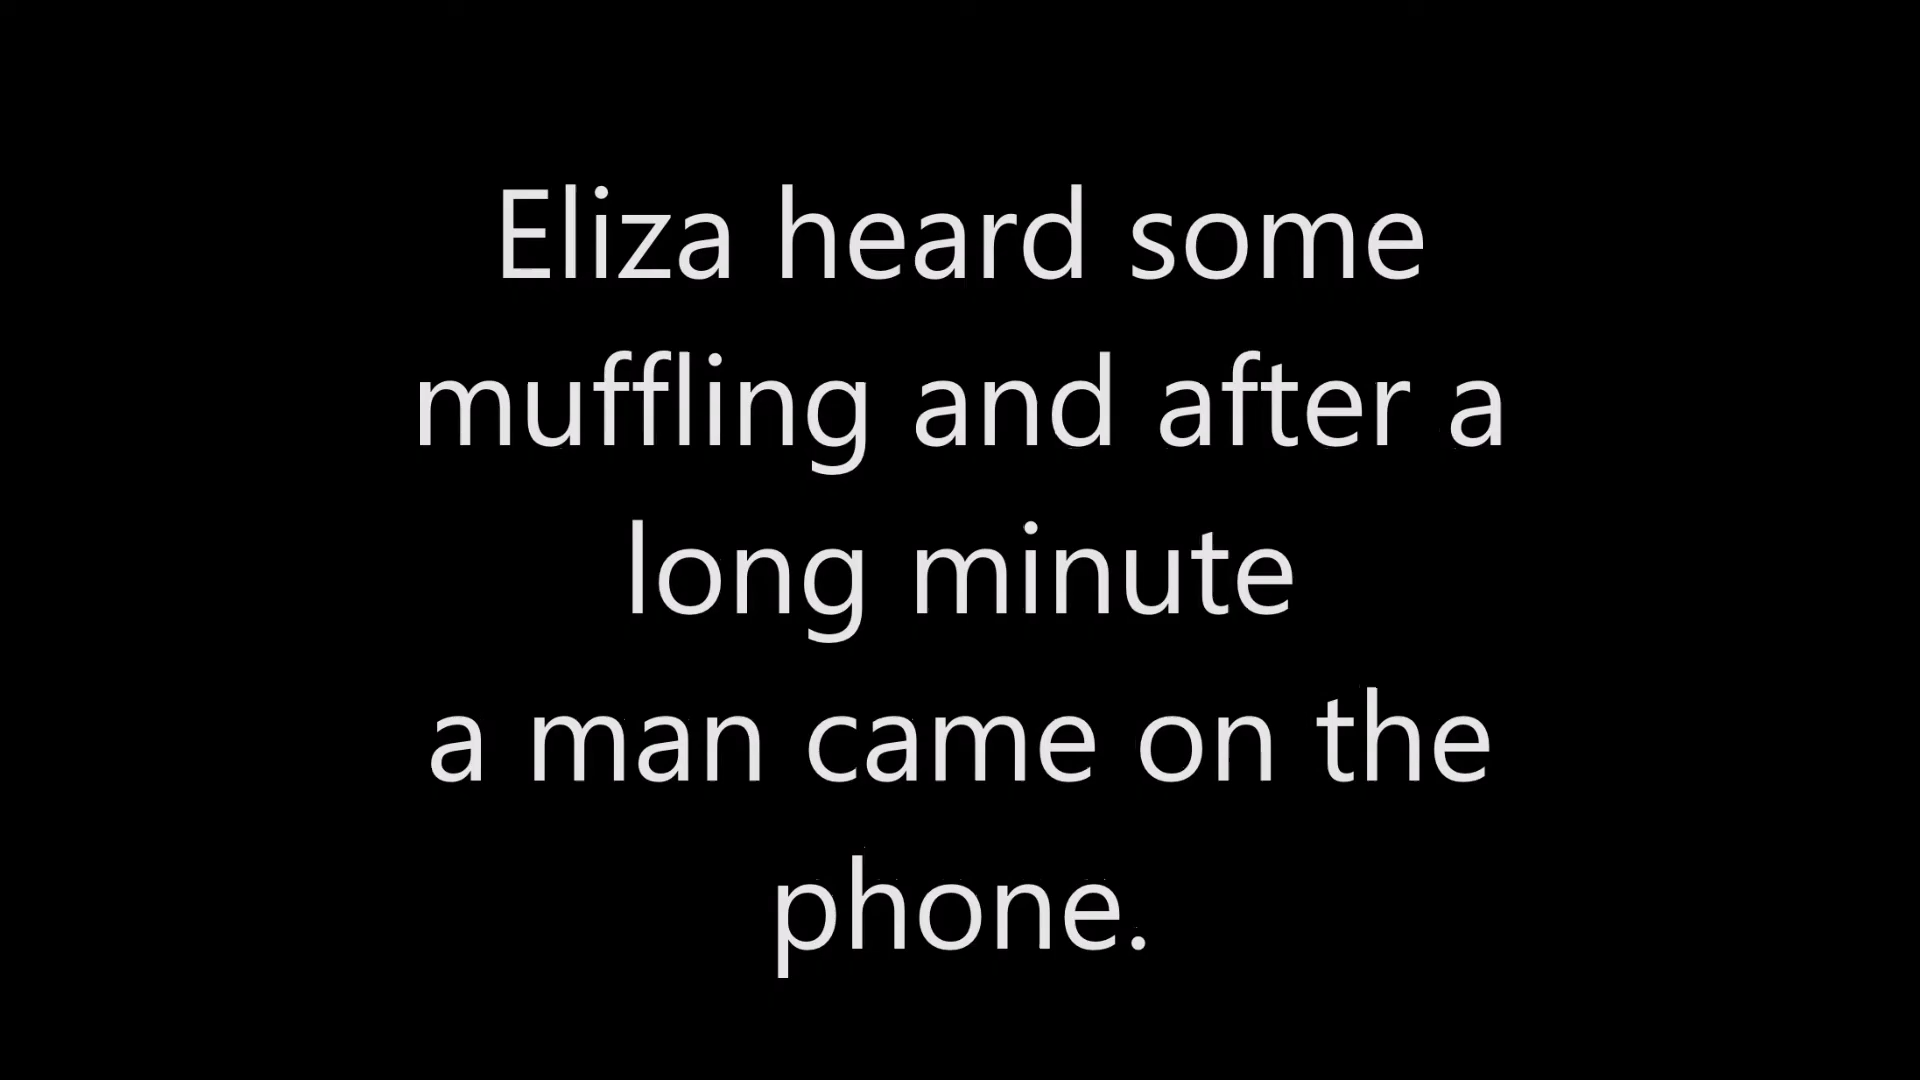 Eliza heard some
muffling and after a
long minute
a man came on the
phone.